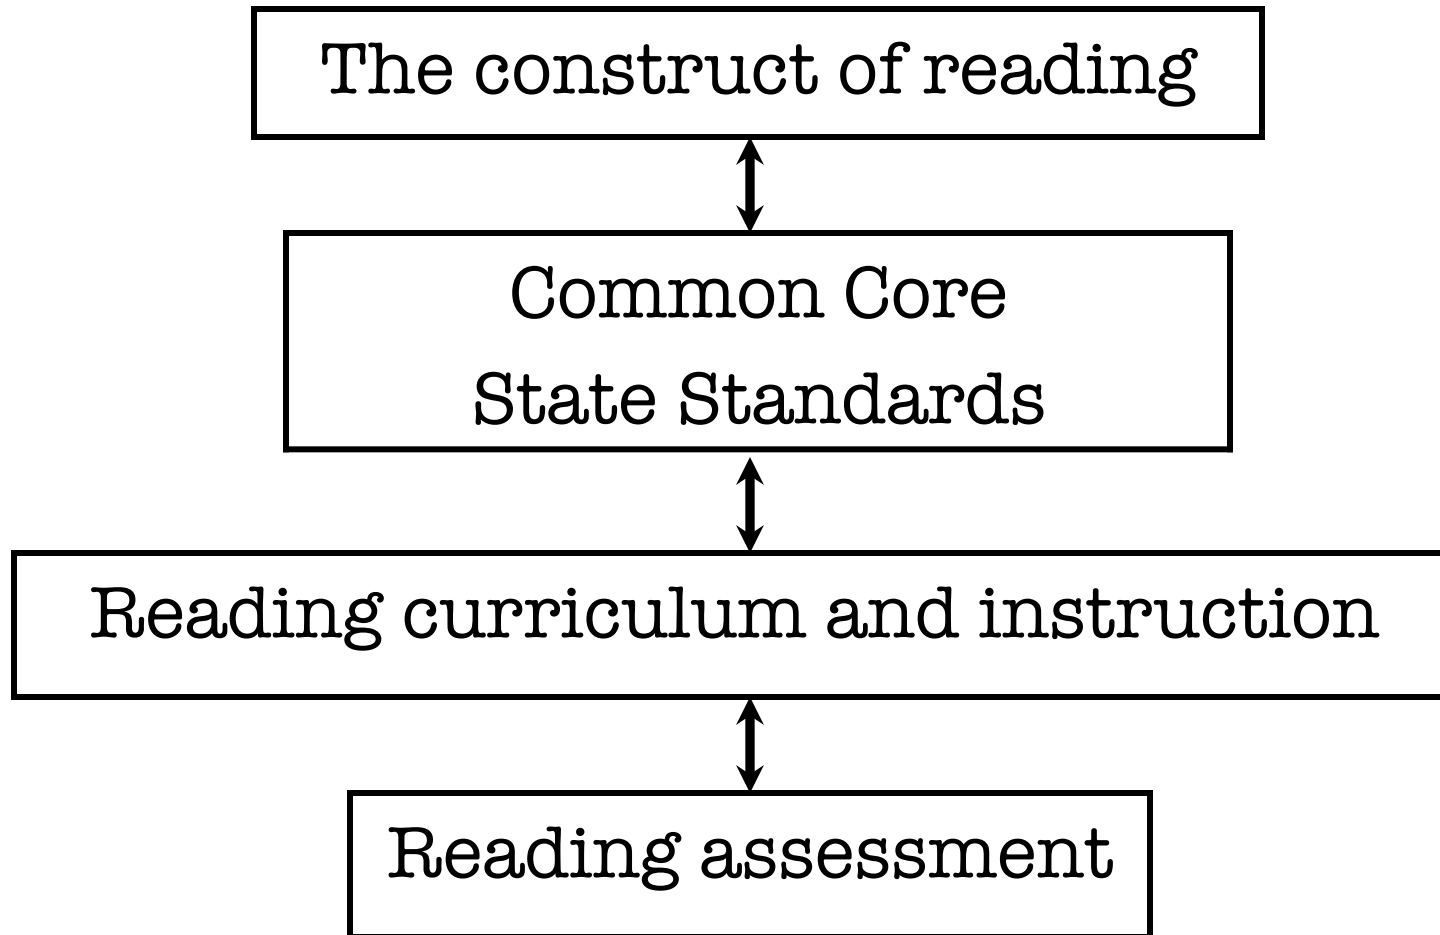 The construct of reading
Common Core
State Standards
Reading curriculum and instruction
Reading assessment